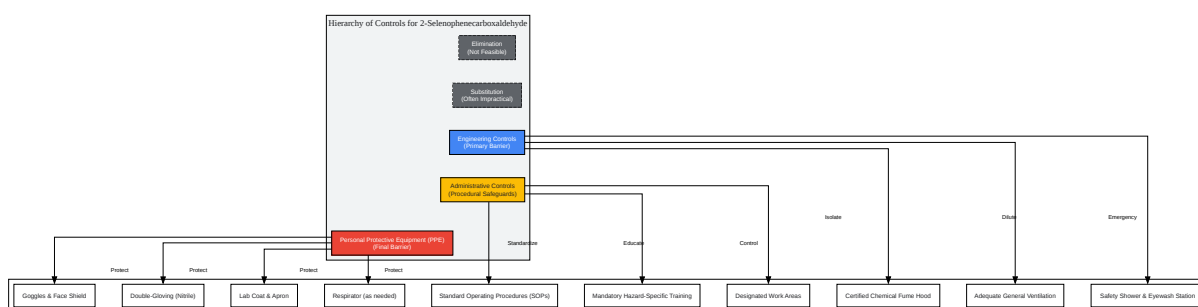 Hierarchy of Controls for 2-Selenophenecarboxaldehyde
Elimination
(Not Feasible)
Substitution
(Often Impractical)
Engineering Controls
(Primary Barrier)
Administrative Controls
(Procedural Safeguards)
Personal Protective Equipment (PPE)
(Final Barrier)
Isolate
Dilute
Emergency
Standardize
Educate
Control
Protect
Protect
Protect
Protect
Goggles & Face Shield
Double-Gloving (Nitrile)
Lab Coat & Apron
Respirator (as needed)
Standard Operating Procedures (SOPs)
Mandatory Hazard-Specific Training
Designated Work Areas
Certified Chemical Fume Hood
Adequate General Ventilation
Safety Shower & Eyewash Station